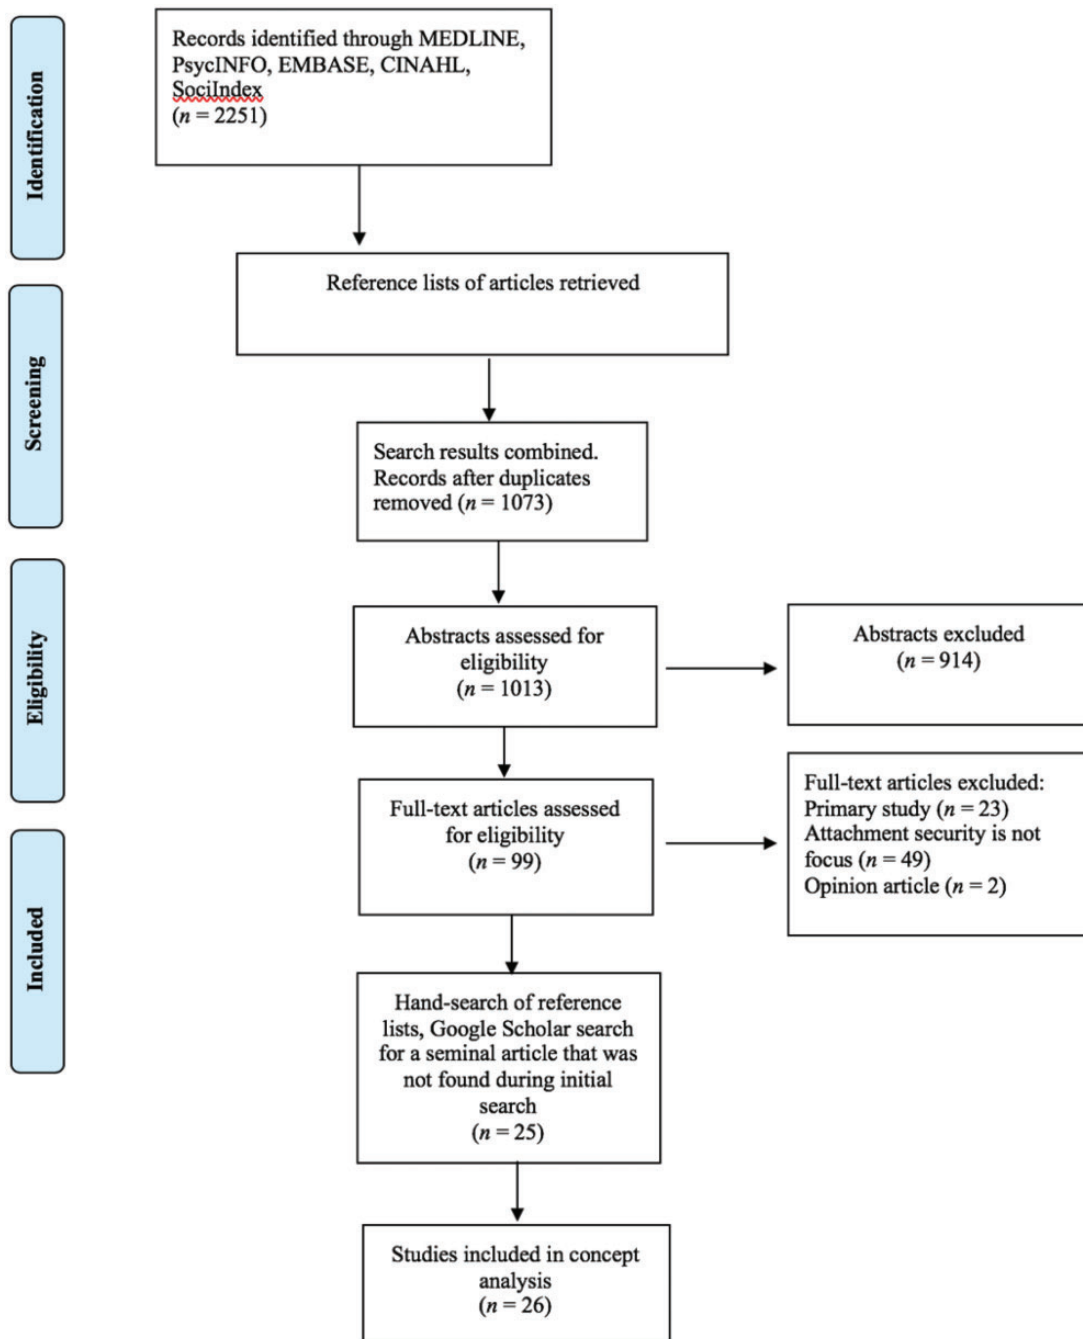 Identification
Records identified through MEDLINE,
PsycINFO, EMBASE, CINAHL,
SociIndex
(n = 2251)
Reference lists of articles retrieved
Screening
Search results combined.
Records after duplicates
removed (n = 1073)
Eligibility
Abstracts assessed for
eligibility
(n = 1013)
Abstracts excluded
(n = 914)
Full-text articles assessed
for eligibility
(n = 99)
Full-text articles excluded:
Primary study (n = 23)
Attachment security is not
focus (n = 49)
Opinion article (n = 2)
Included
Hand-search of reference
lists, Google Scholar search
for a seminal article that was
not found during initial
search
(n = 25)
Studies included in concept
analysis
(n = 26)